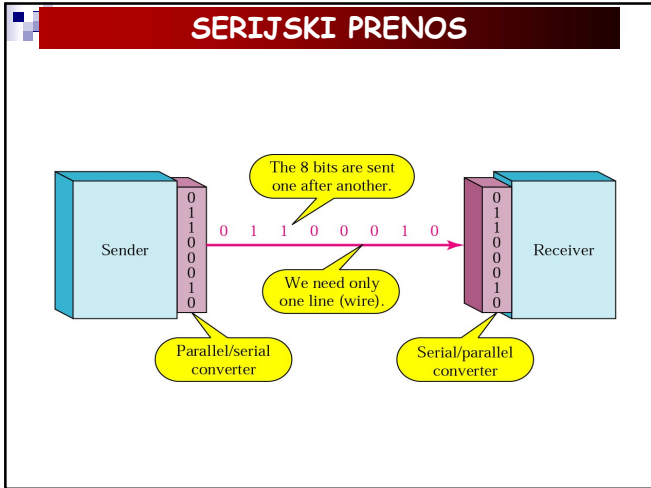 SERIJSKI PRENOS
The 8 bits are sent
one after another.
Sender
0
1
1
0
0
0
1
0
0 1 1 0 0 0 1 0
0
1
1
0
0
0
1
0
Receiver
We need only
one line (wire).
Parallel/serial
converter
Serial/parallel
converter